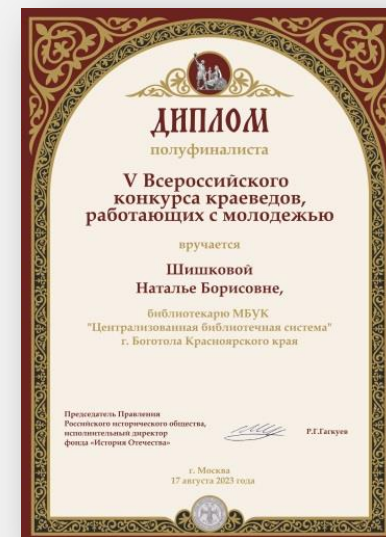 ДИПЛОМ
полуфиналиста
V Всероссийского
конкурса краеведов,
работающих с молодежью
вручается
Шишковой
Наталье Борисовне,
библиотекарю МБУК
"Централизованная библиотечная система"
г. Боготола Красноярского края
Председатель Правления
Российского исторического общества,
исполнительный директор
фонда «История Отечества»
Р.Г.Гагкуев
г. Москва
17 августа 2023 года